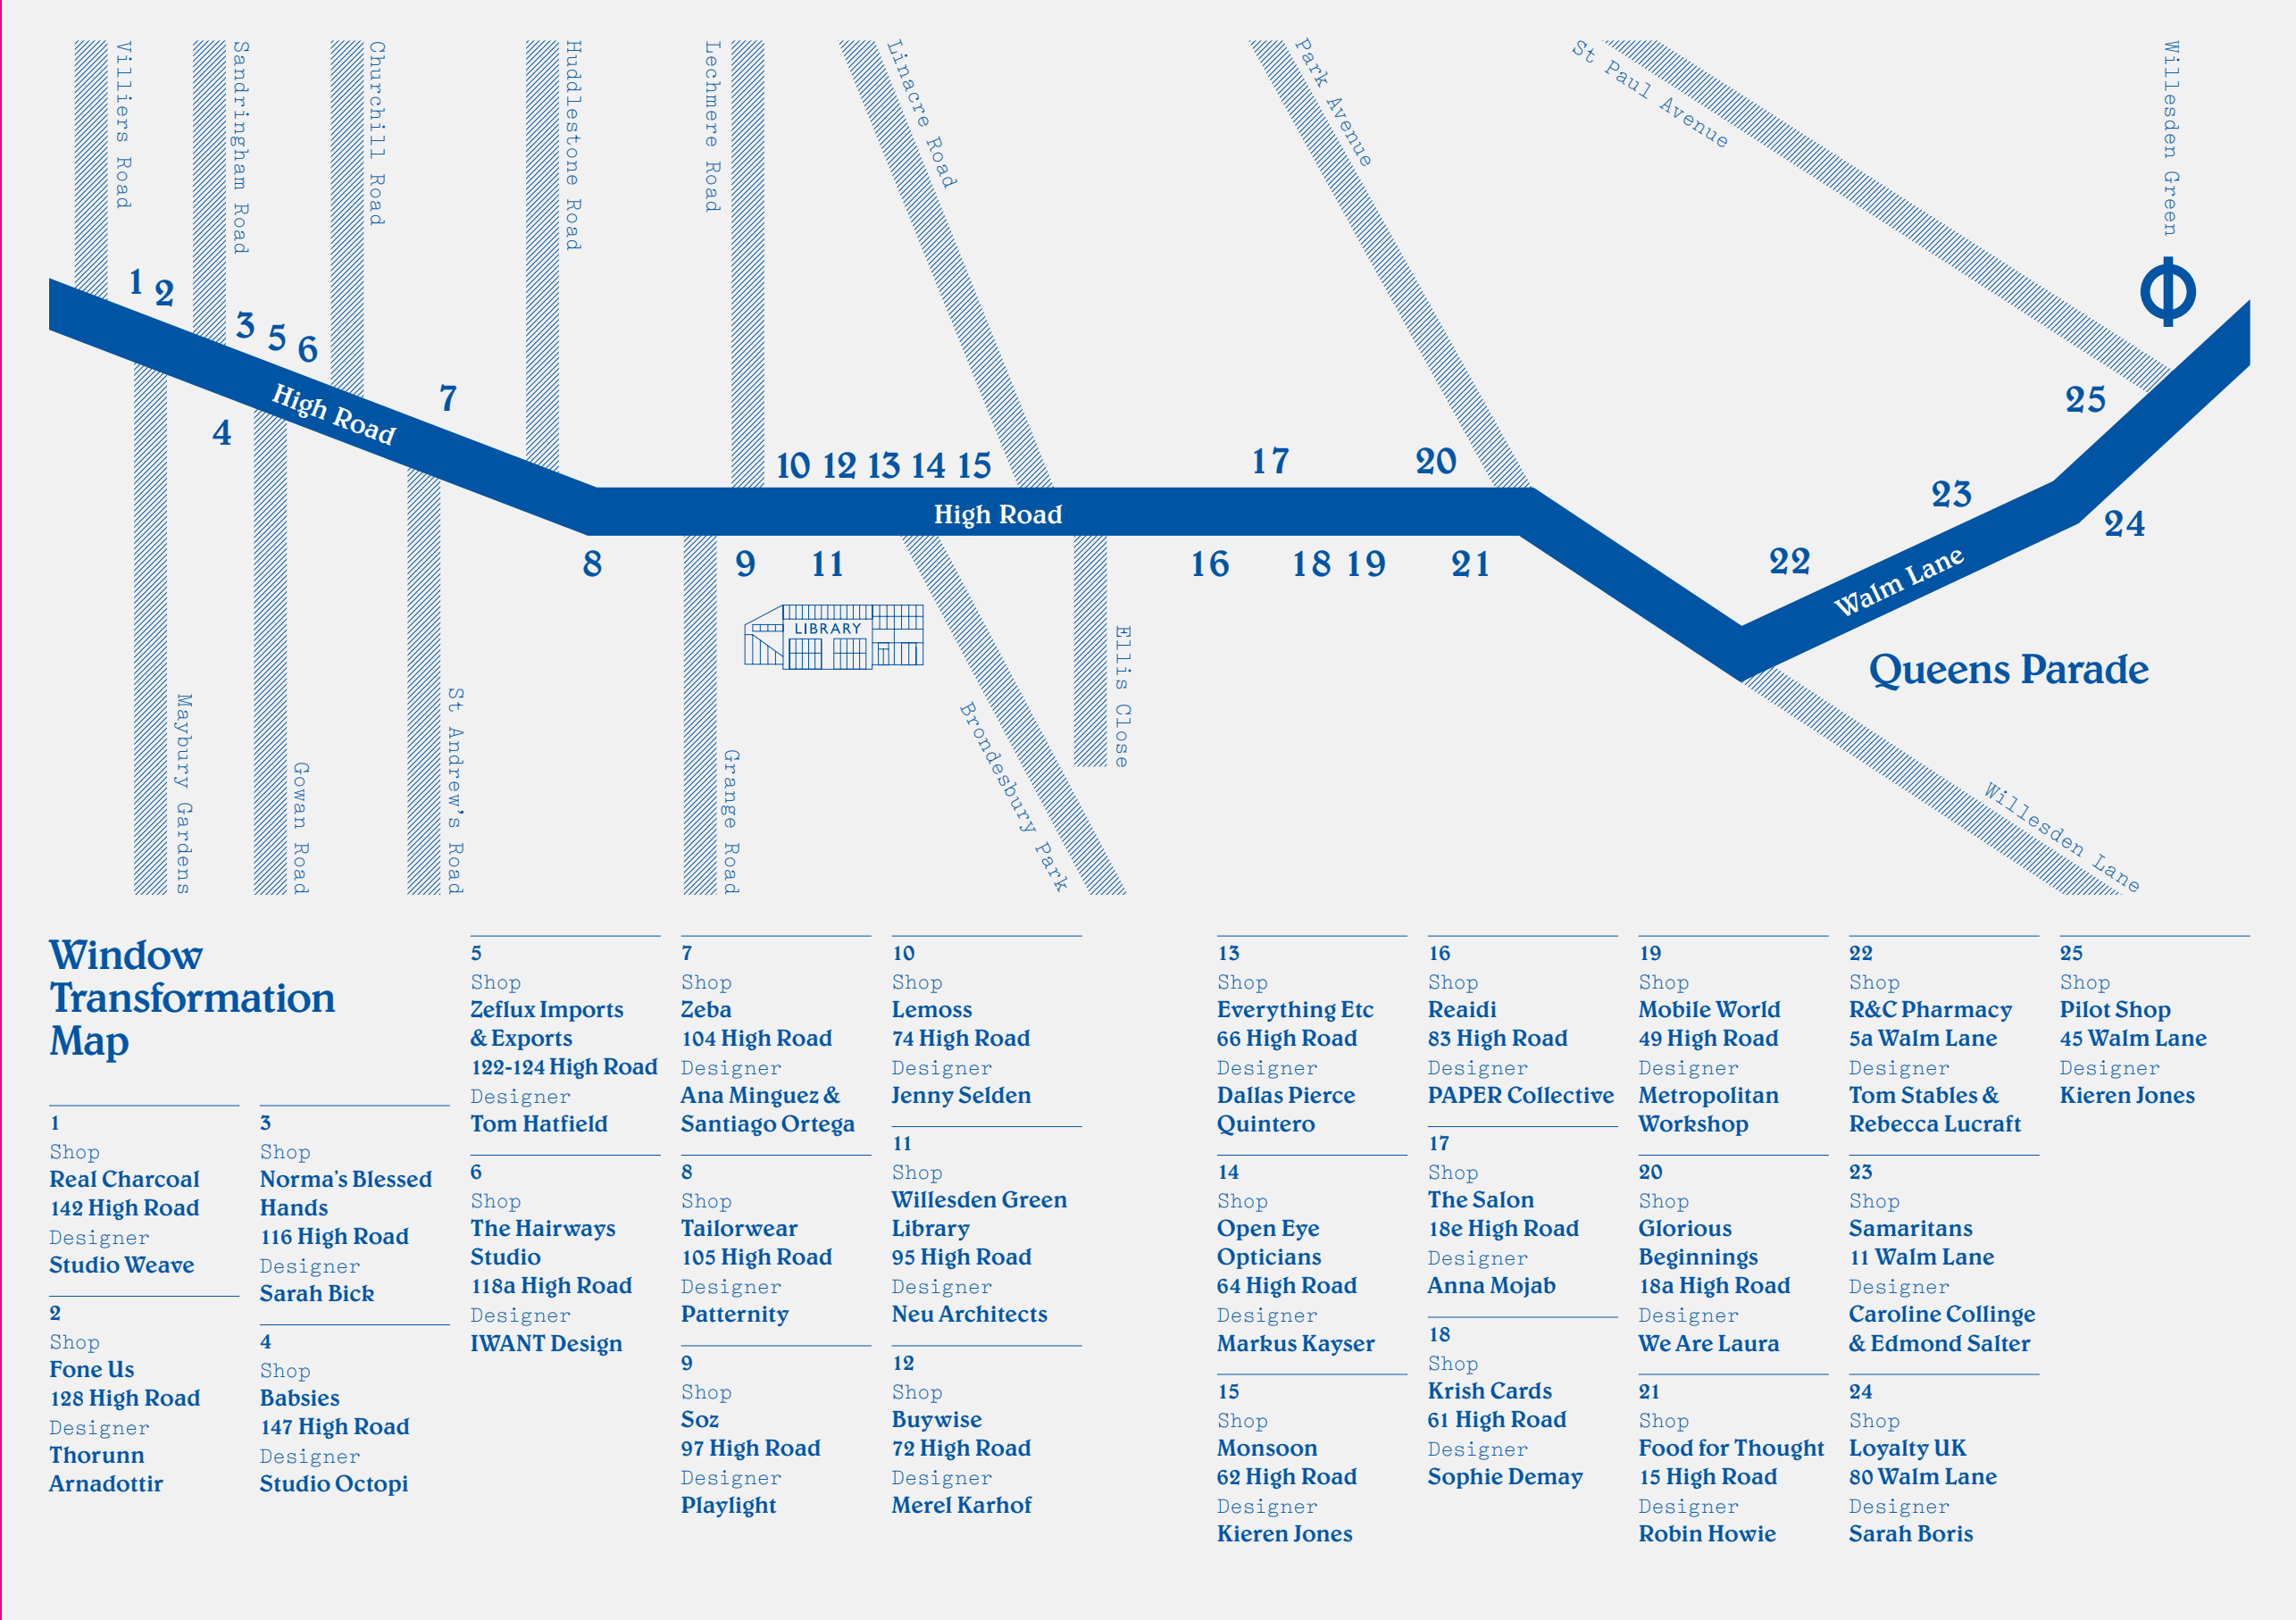 Villiers Road
Sandringham Road
Churchill Road
Huddlestone Road
Lechmere Road
Linacre Road
Park Avenue
St Paul Avenue
Willesden Green
1
2
3
5
6
4
High Road
7
8
10
12
13
14
15
High Road
9
11
LIBRARY
17
20
16
18
19
21
22
23
Walm Lane
24
25
Queens Parade
Maybury Gardens
Gowan Road
St Andrew's Road
Grange Road
Brondesbury Park
Ellis Close
Willesden Lane
Window
Transformation
Map
1
Shop
Real Charcoal
142 High Road
Designer
Studio Weave
2
Shop
Fone Us
128 High Road
Designer
Thorunn
Arnadottir
3
Shop
Norma's Blessed
Hands
116 High Road
Designer
Sarah Bick
4
Shop
Babsies
147 High Road
Designer
Studio Octopi
5
Shop
Zeflux Imports
& Exports
122-124 High Road
Designer
Tom Hatfield
6
Shop
The Hairways
Studio
118a High Road
Designer
IWANT Design
7
Shop
Zeba
104 High Road
Designer
Ana Minguez &
Santiago Ortega
8
Shop
Tailorwear
105 High Road
Designer
Patternity
9
Shop
Soz
97 High Road
Designer
Playlight
10
Shop
Lemoss
74 High Road
Designer
Jenny Selden
11
Shop
Willesden Green
Library
95 High Road
Designer
Neu Architects
12
Shop
Buywise
72 High Road
Designer
Merel Karhof
13
Shop
Everything Etc
66 High Road
Designer
Dallas Pierce
Quintero
14
Shop
Open Eye
Opticians
64 High Road
Designer
Markus Kayser
15
Shop
Monsoon
62 High Road
Designer
Kieren Jones
16
Shop
Reaidi
83 High Road
Designer
PAPER Collective
17
Shop
The Salon
18e High Road
Designer
Anna Mojab
18
Shop
Krish Cards
61 High Road
Designer
Sophie Demay
19
Shop
Mobile World
49 High Road
Designer
Metropolitan
Workshop
20
Shop
Glorious
Beginnings
18a High Road
Designer
We Are Laura
21
Shop
Food for Thought
15 High Road
Designer
Robin Howie
22
Shop
R&C Pharmacy
5a Walm Lane
Designer
Tom Stables &
Rebecca Lucraft
23
Shop
Samaritans
11 Walm Lane
Designer
Caroline Collinge
& Edmond Salter
24
Shop
Loyalty UK
80 Walm Lane
Designer
Sarah Boris
25
Shop
Pilot Shop
45 Walm Lane
Designer
Kieren Jones